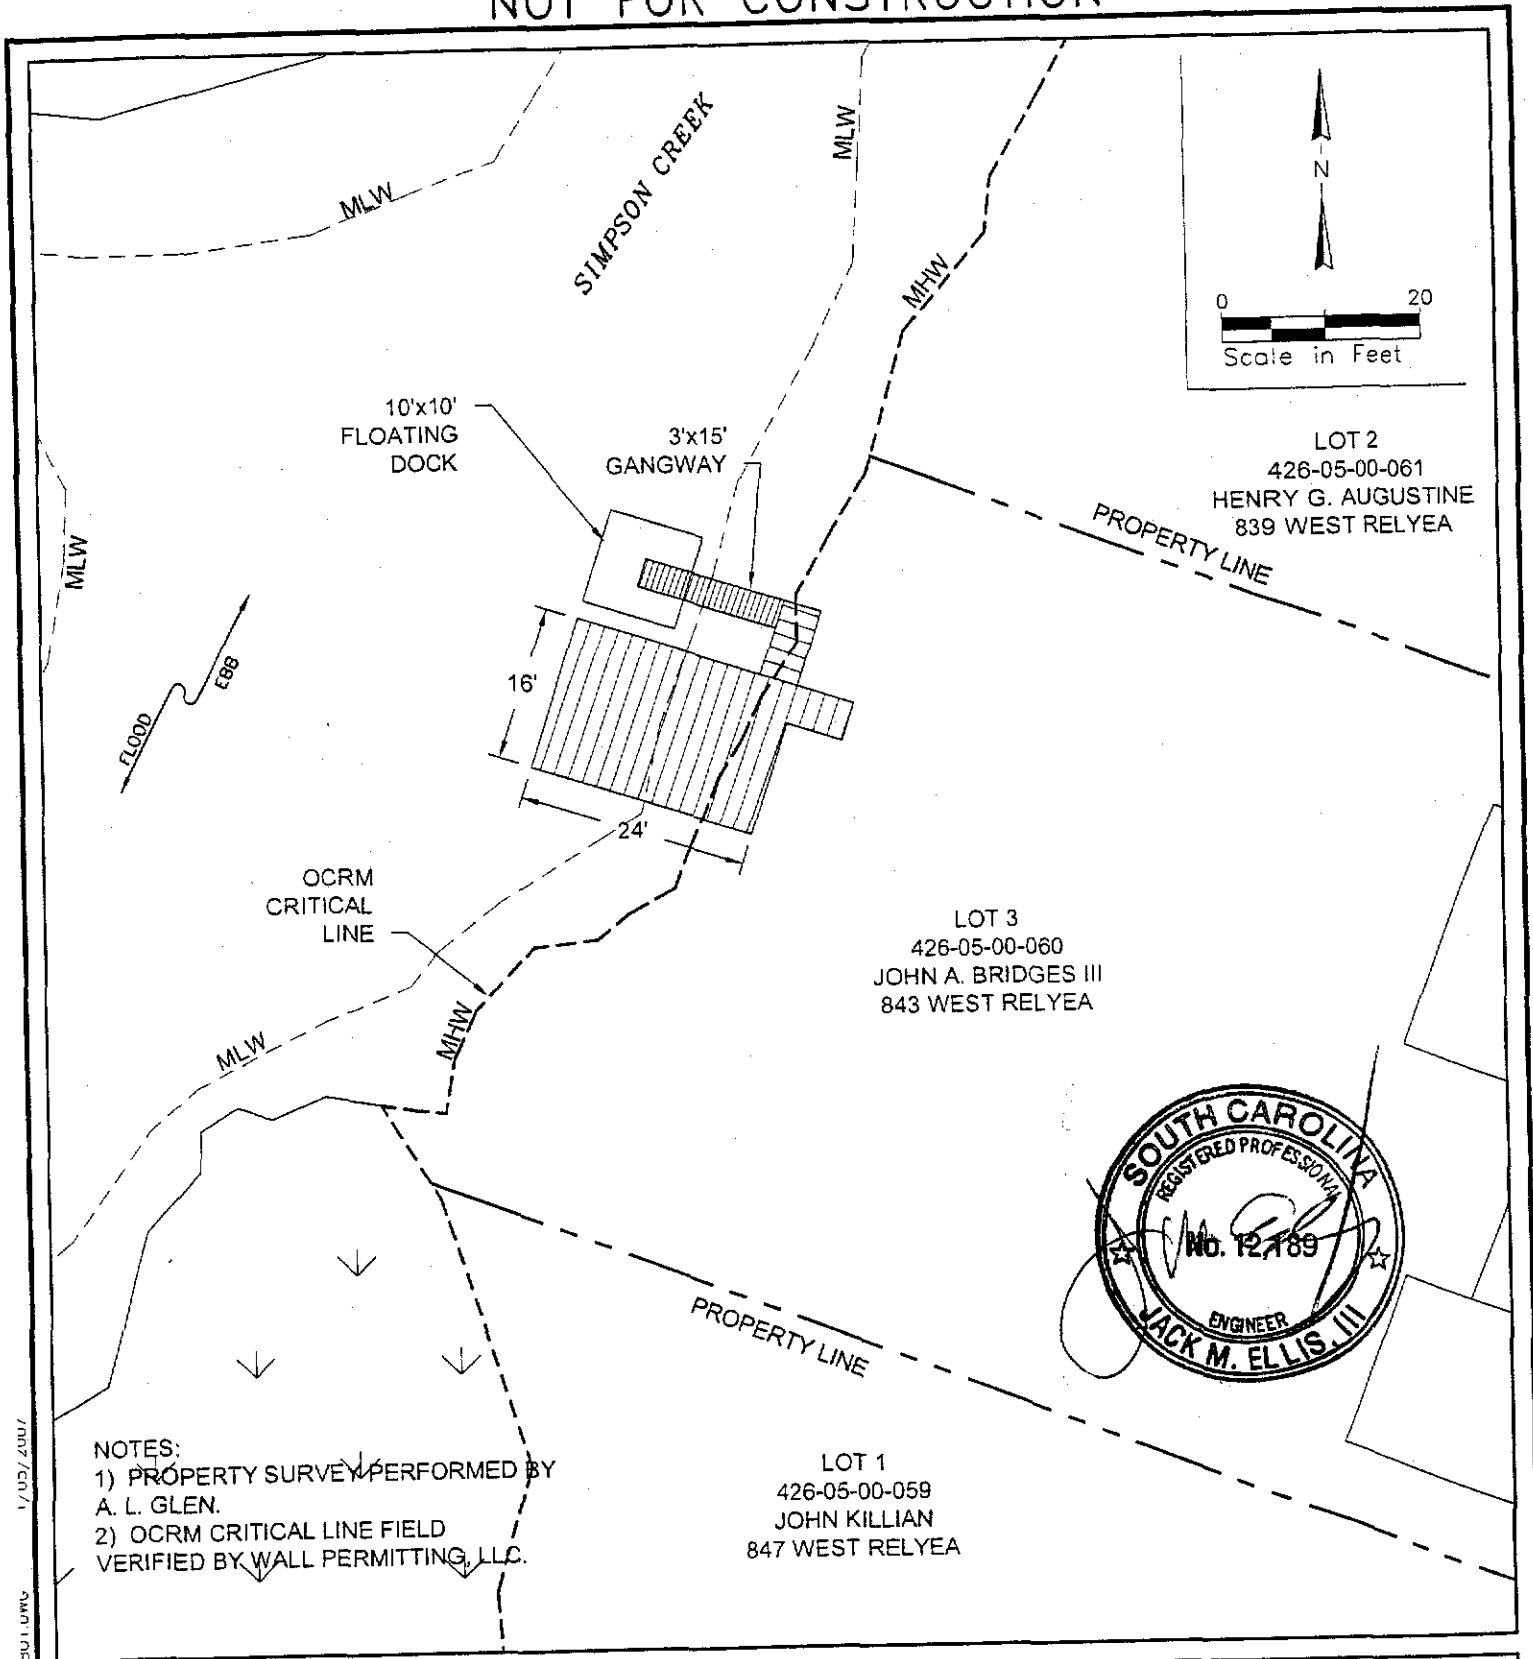 NOT FOR CONSTRUCTION
SIMPSON CREEK
MLW
MLW
MHW
N
0 20
Scale in Feet
10'x10'
FLOATING
DOCK
3'x15'
GANGWAY
LOT 2
426-05-00-061
HENRY G. AUGUSTINE
839 WEST RELYEA
PROPERTY LINE
MLW
EBB
FLOOD
16'
24'
OCRM
CRITICAL
LINE
LOT 3
426-05-00-060
JOHN A. BRIDGES III
843 WEST RELYEA
MHW
MLW
SOUTH CAROLINA
REGISTERED PROFESSIONAL
No. 12,189
ENGINEER
JACK M. ELLIS, III
PROPERTY LINE
NOTES:
1) PROPERTY SURVEY PERFORMED BY
A. L. GLEN.
2) OCRM CRITICAL LINE FIELD
VERIFIED BY WALL PERMITTING, LLC.
LOT 1
426-05-00-059
JOHN KILLIAN
847 WEST RELYEA